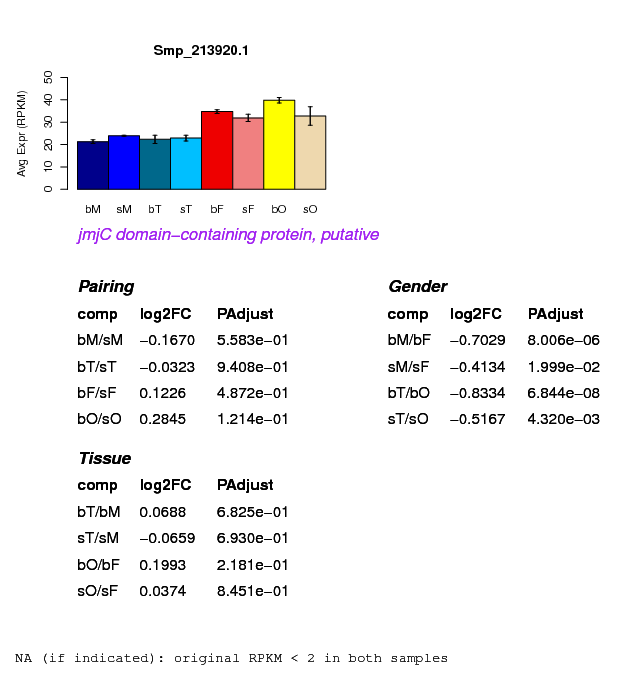 Smp_213920.1
Avg Expr (RPKM)
50
40
30
20
10
0
bM sM bT sT bF sF bO sO
jmjC domain−containing protein, putative
Pairing
comp log2FC PAdjust
bM/sM −0.1670 5.583e−01
bT/sT −0.0323 9.408e−01
bF/sF 0.1226 4.872e−01
bO/sO 0.2845 1.214e−01
Gender
comp log2FC PAdjust
bM/bF −0.7029 8.006e−06
sM/sF −0.4134 1.999e−02
bT/bO −0.8334 6.844e−08
sT/sO −0.5167 4.320e−03
Tissue
comp log2FC PAdjust
bT/bM 0.0688 6.825e−01
sT/sM −0.0659 6.930e−01
bO/bF 0.1993 2.181e−01
sO/sF 0.0374 8.451e−01
NA (if indicated): original RPKM < 2 in both samples